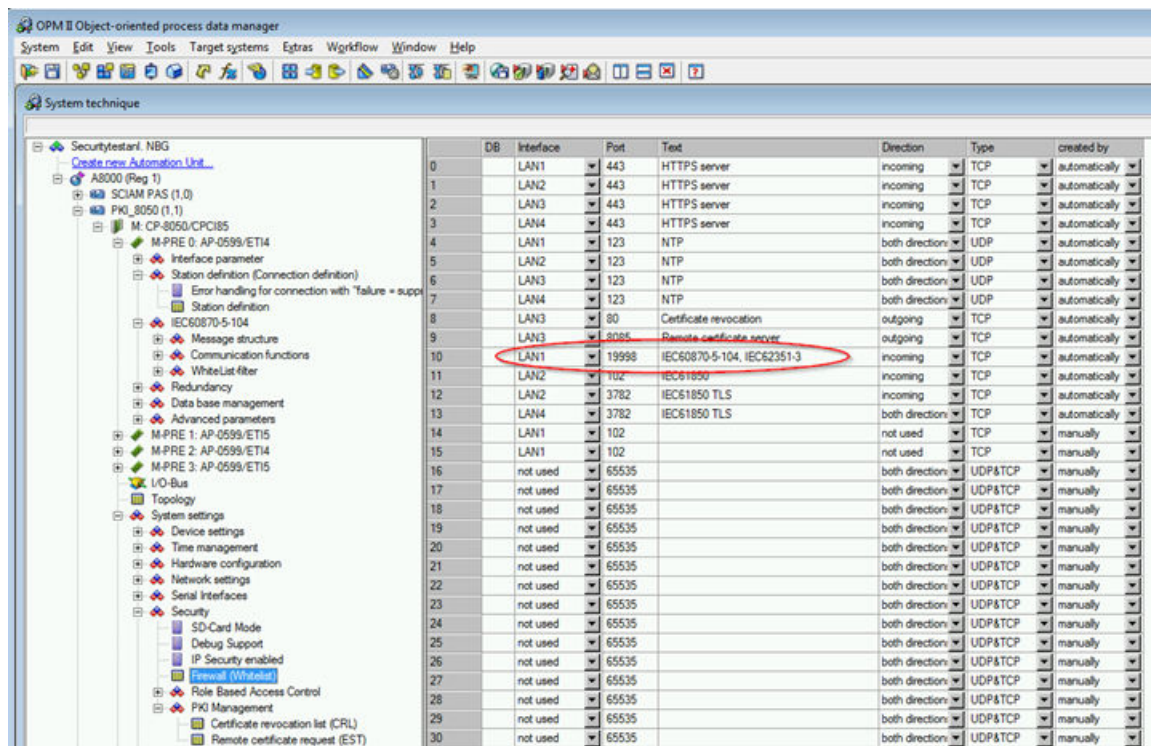 OPM II Object-oriented process data manager
System Edit View Tools Target systems Extras Workflow Window Help
System technique
Securitytestanl. NBG
Create new Automation Unit...
A8000 (Reg 1)
SCIAM PAS (1,0)
PKI_8050 (1,1)
M: CP-8050/CPCI85
M-PRE 0: AP-0599/ETI4
Interface parameter
Station definition (Connection definition)
Error handling for connection with "failure = suppr
Station definition
IEC60870-5-104
Message structure
Communication functions
WhiteList-filter
Redundancy
Data base management
Advanced parameters
M-PRE 1: AP-0599/ETI5
M-PRE 2: AP-0599/ETI4
M-PRE 3: AP-0599/ETI5
I/O-Bus
Topology
System settings
Device settings
Time management
Hardware configuration
Network settings
Serial Interfaces
Security
SD-Card Mode
Debug Support
IP Security enabled
Firewall (Whitelist)
Role Based Access Control
PKI Management
Certificate revocation list (CRL)
Remote certificate request (EST)
DB Interface Port Text Direction Type created by
0 LAN1 443 HTTPS server incoming TCP automatically
1 LAN2 443 HTTPS server incoming TCP automatically
2 LAN3 443 HTTPS server incoming TCP automatically
3 LAN4 443 HTTPS server incoming TCP automatically
4 LAN1 123 NTP both direction: UDP automatically
5 LAN2 123 NTP both direction: UDP automatically
6 LAN3 123 NTP both direction: UDP automatically
7 LAN4 123 NTP both direction: UDP automatically
8 LAN3 80 Certificate revocation outgoing TCP automatically
9 LAN3 8085 Remote certificate server outgoing TCP automatically
10 LAN1 19998 IEC60870-5-104, IEC62351-3 incoming TCP automatically
11 LAN2 102 IEC61850 incoming TCP automatically
12 LAN2 3782 IEC61850 TLS incoming TCP automatically
13 LAN4 3782 IEC61850 TLS both direction: TCP automatically
14 LAN1 102 not used TCP manually
15 LAN1 102 not used TCP manually
16 not used 65535 both direction: UDP&TCP manually
17 not used 65535 both direction: UDP&TCP manually
18 not used 65535 both direction: UDP&TCP manually
19 not used 65535 both direction: UDP&TCP manually
20 not used 65535 both direction: UDP&TCP manually
21 not used 65535 both direction: UDP&TCP manually
22 not used 65535 both direction: UDP&TCP manually
23 not used 65535 both direction: UDP&TCP manually
24 not used 65535 both direction: UDP&TCP manually
25 not used 65535 both direction: UDP&TCP manually
26 not used 65535 both direction: UDP&TCP manually
27 not used 65535 both direction: UDP&TCP manually
28 not used 65535 both direction: UDP&TCP manually
29 not used 65535 both direction: UDP&TCP manually
30 not used 65535 both direction: UDP&TCP manually